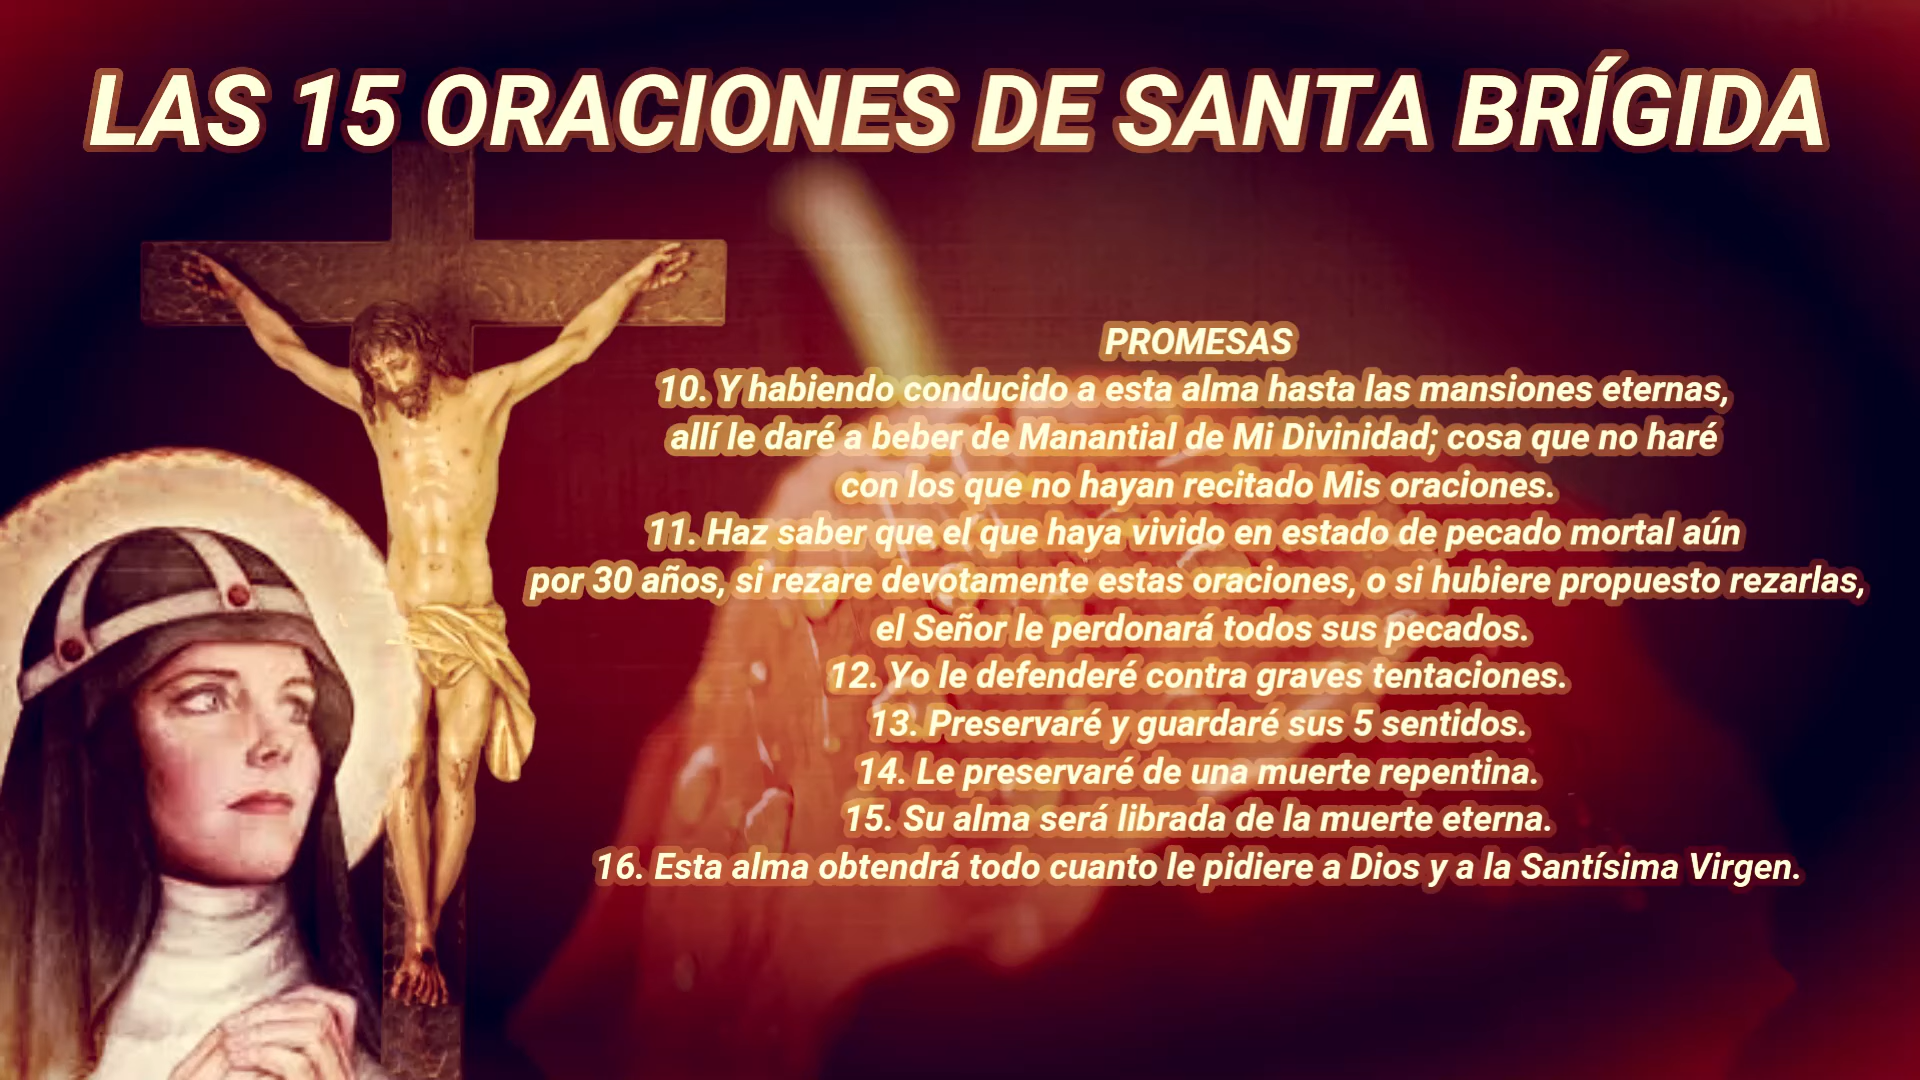 LAS 15 ORACIONES DE SANTA BRÍGIDA
PROMESAS
10. Y habiendo conducido a esta alma hasta las mansiones eternas,
allí le daré a beber de Manantial de Mi Divinidad; cosa que no haré
con los que no hayan recitado Mis oraciones.
11. Haz saber que el que haya vivido en estado de pecado mortal aún
por 30 años, si rezare devotamente estas oraciones, o si hubiere propuesto rezarlas,
el Señor le perdonará todos sus pecados.
12. Yo le defenderé contra graves tentaciones.
13. Preservaré y guardaré sus 5 sentidos.
14. Le preservaré de una muerte repentina.
15. Su alma será librada de la muerte eterna.
16. Esta alma obtendrá todo cuanto le pidiere a Dios y a la Santísima Virgen.